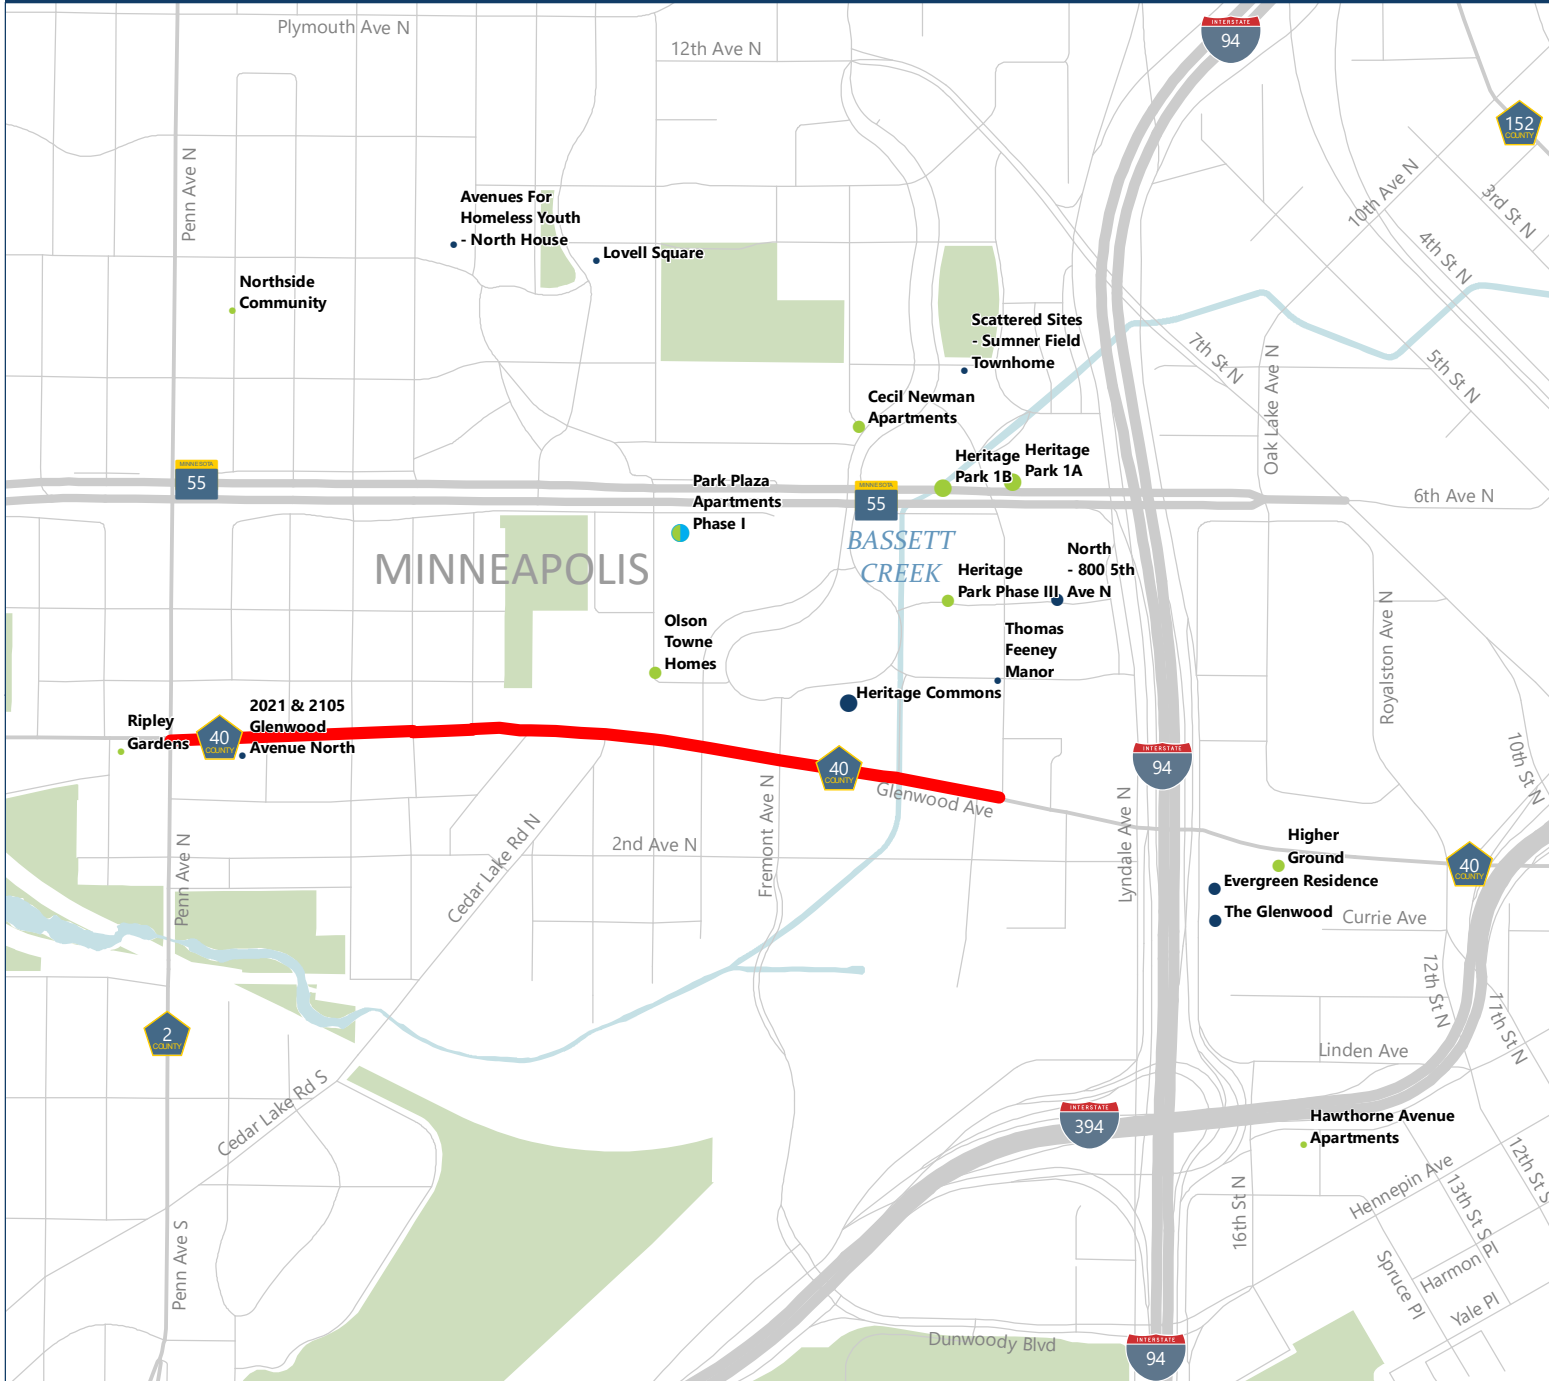 Plymouth Ave N
12th Ave N
INTERSTATE
94
152
COUNTY
Penn Ave N
10th Ave N
3rd St N
4th St N
Avenues For
Homeless Youth
- North House
Lovell Square
Northside
Community
Scattered Sites
- Sumner Field
Townhome
7th St N
Oak Lake Ave N
5th St N
Cecil Newman
Apartments
MINNESOTA
55
Park Plaza
Apartments
Phase I
MINNESOTA
55
Heritage
Park 1B
Heritage
Park 1A
6th Ave N
MINNEAPOLIS
BASSETT
CREEK
Heritage
Park Phase III
North
- 800 5th
Ave N
Olson
Towne
Homes
Thomas
Feeney
Manor
Royalston Ave N
Heritage Commons
Ripley
Gardens
40
COUNTY
2021 & 2105
Glenwood
Avenue North
40
COUNTY
Glenwood Ave
INTERSTATE
94
10th St N
Fremont Ave N
Lyndale Ave N
2nd Ave N
Cedar Lake Rd N
Penn Ave N
Higher
Ground
40
COUNTY
Evergreen Residence
The Glenwood
Currie Ave
12th St N
11th St N
2
COUNTY
Linden Ave
Cedar Lake Rd S
INTERSTATE
394
Hawthorne Avenue
Apartments
Hennepin Ave
12th St S
13th St S
16th St N
Penn Ave S
Spruce Pl
Harmon Pl
Yale Pl
Dunwoody Blvd
INTERSTATE
94